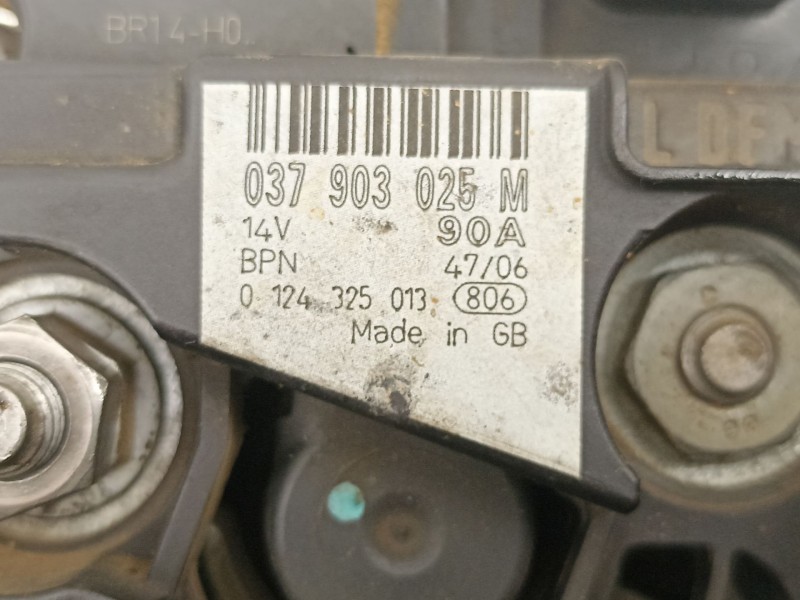 BR14-H0
037 903 025 M
14V 90A
BPN 47/06
0 124 325 013 806
Made in GB